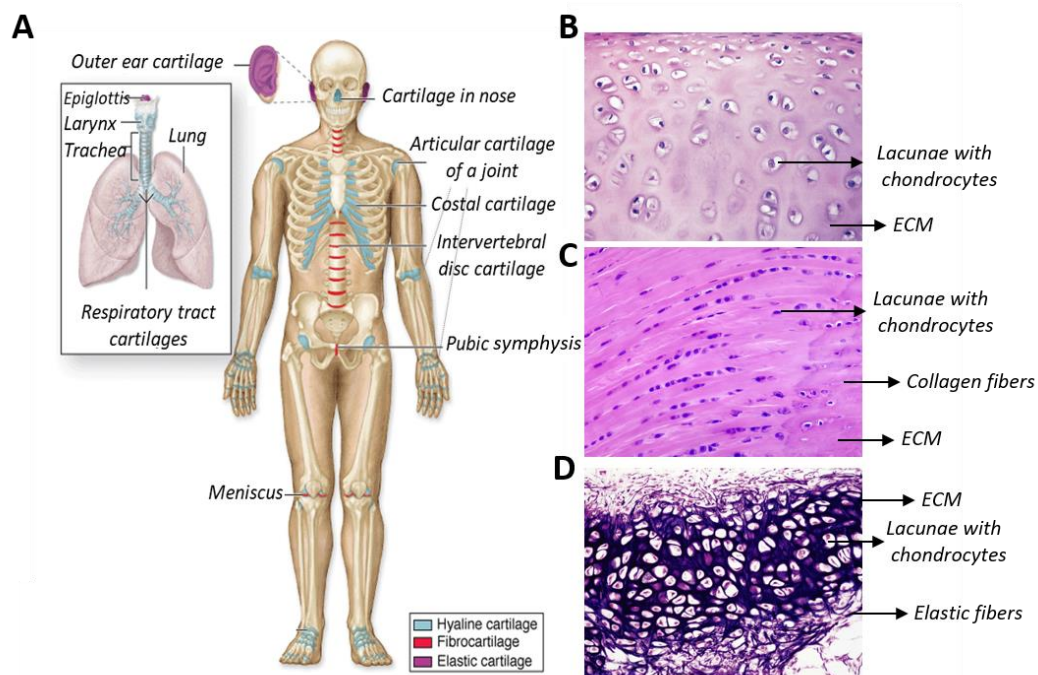 A
Outer ear cartilage
Epiglottis
Larynx
Trachea
Lung
Respiratory tract
cartilages
Cartilage in nose
Articular cartilage
of a joint
Costal cartilage
Intervertebral
disc cartilage
Pubic symphysis
Meniscus
Hyaline cartilage
Fibrocartilage
Elastic cartilage
B
Lacunae with
chondrocytes
ECM
C
Lacunae with
chondrocytes
Collagen fibers
ECM
D
ECM
Lacunae with
chondrocytes
Elastic fibers